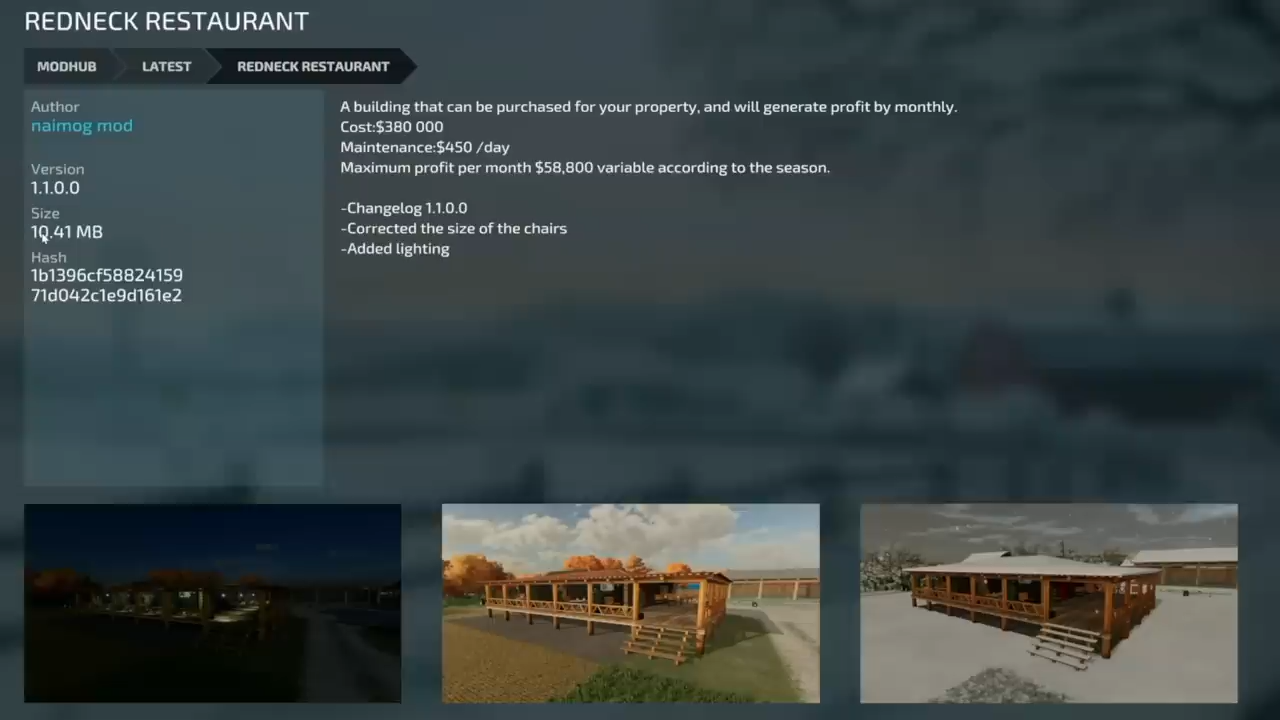 REDNECK RESTAURANT
MODHUB LATEST REDNECK RESTAURANT
Author
naimog mod
Version
1.1.0.0
Size
10.41 MB
Hash
1b1396cf58824159
71d042c1e9d161e2
A building that can be purchased for your property, and will generate profit by monthly.
Cost:$380 000
Maintenance:$450 /day
Maximum profit per month $58,800 variable according to the season.
-Changelog 1.1.0.0
-Corrected the size of the chairs
-Added lighting